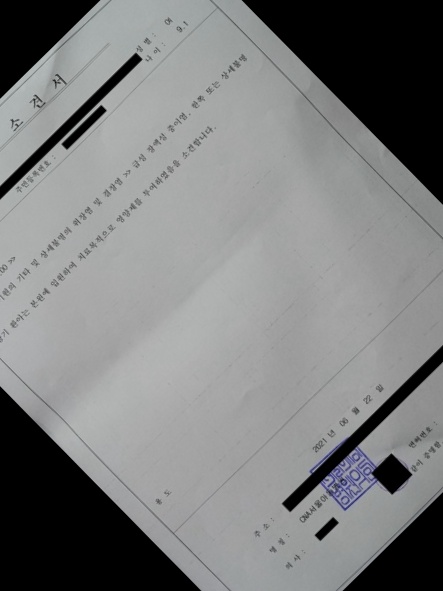 소 견 서
성 별 : 여
나 이 : 9.1
주민등록번호 :
기원의 기타 및 상세불명의 위장염 및 결장염 >> 급성 장액성 중이염, 한쪽 또는 상세불명
환아는 본원에 입원하여 치료목적으로 영양제를 투여하였음을 소견합니다.
용 도
2021 년 06 월 22 일
주 소 :
명 칭 :
의 사 :
면허번호 :